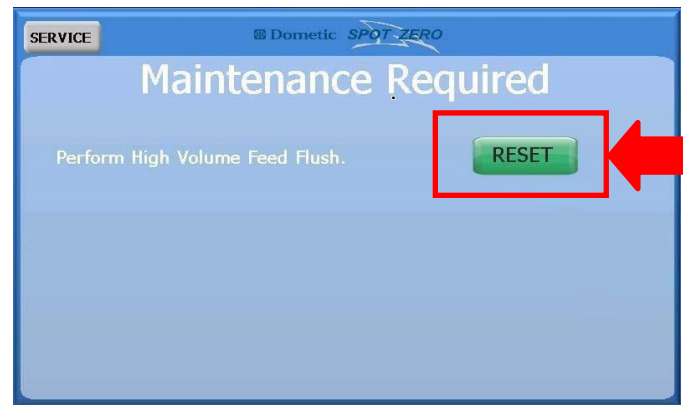 SERVICE
Dometic SPOT ZERO
Maintenance Required
Perform High Volume Feed Flush.
RESET